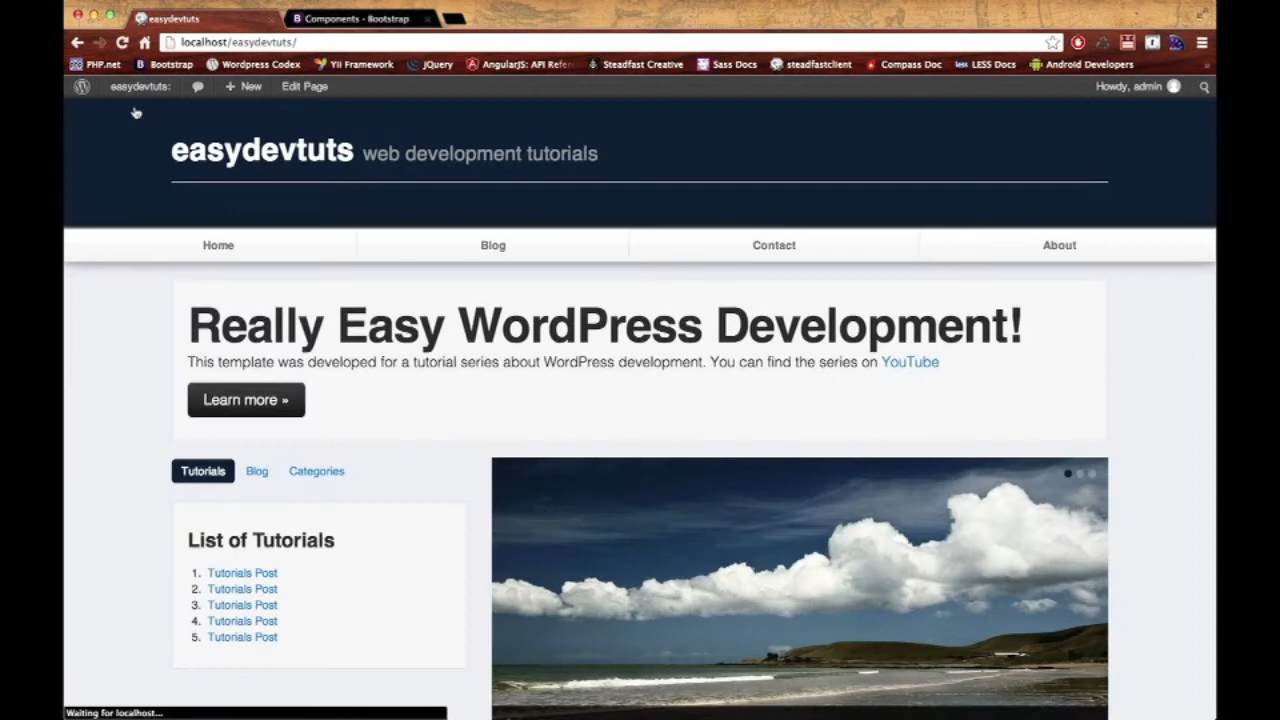 easydevtuts
Components - Bootstrap
localhost/easydevtuts/
PHP.net Bootstrap Wordpress Codex Yii Framework jQuery AngularJS: API Refer Steadfast Creative Sass Docs steadfastclient Compass Doc LESS Docs Android Developers
easydevtuts: + New Edit Page Howdy, admin
easydevtuts web development tutorials
Home Blog Contact About
Really Easy WordPress Development!
This template was developed for a tutorial series about WordPress development. You can find the series on YouTube
Learn more »
Tutorials Blog Categories
List of Tutorials
1. Tutorials Post
2. Tutorials Post
3. Tutorials Post
4. Tutorials Post
5. Tutorials Post
Waiting for localhost...